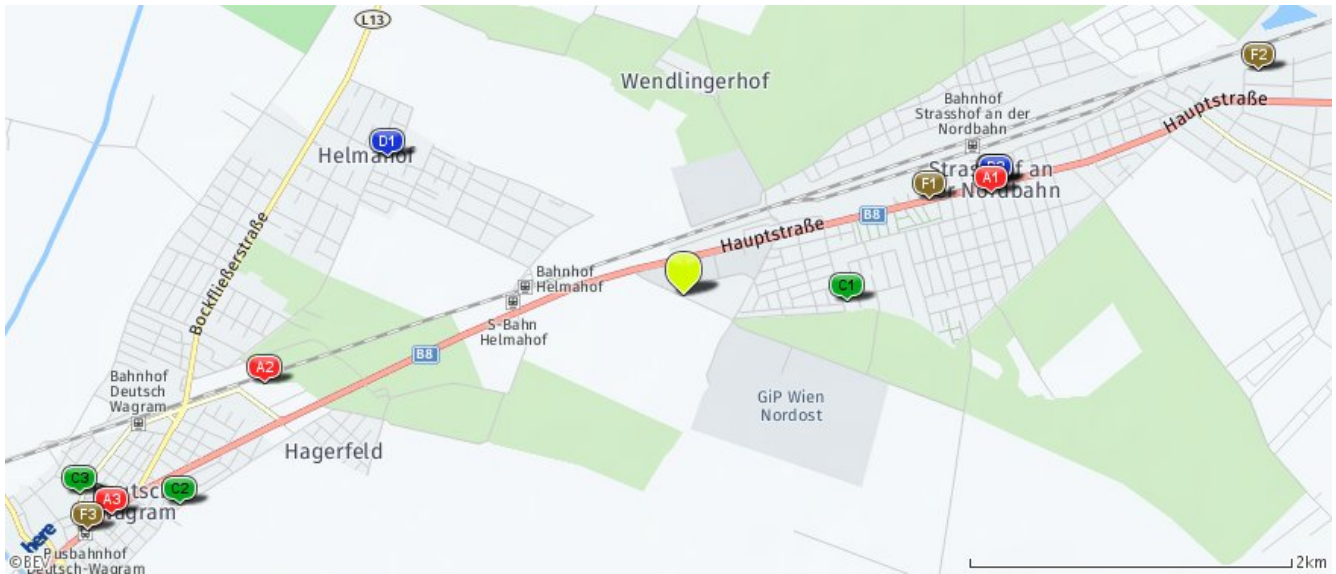 L13
F2
Wendlingerhof
Bahnhof
Strasshof an der
Nordbahn
Hauptstraße
D1
Helmahof
A1
F1
B8
Hauptstraße
Bockfließerstraße
Bahnhof
Helmahof
C1
S-Bahn
Helmahof
B8
A2
Bahnhof
Deutsch
Wagram
GiP Wien
Nordost
Hagerfeld
C3
C2
A3
F3
Wagram
here
©BEV
Deutsch-Wagram
2km